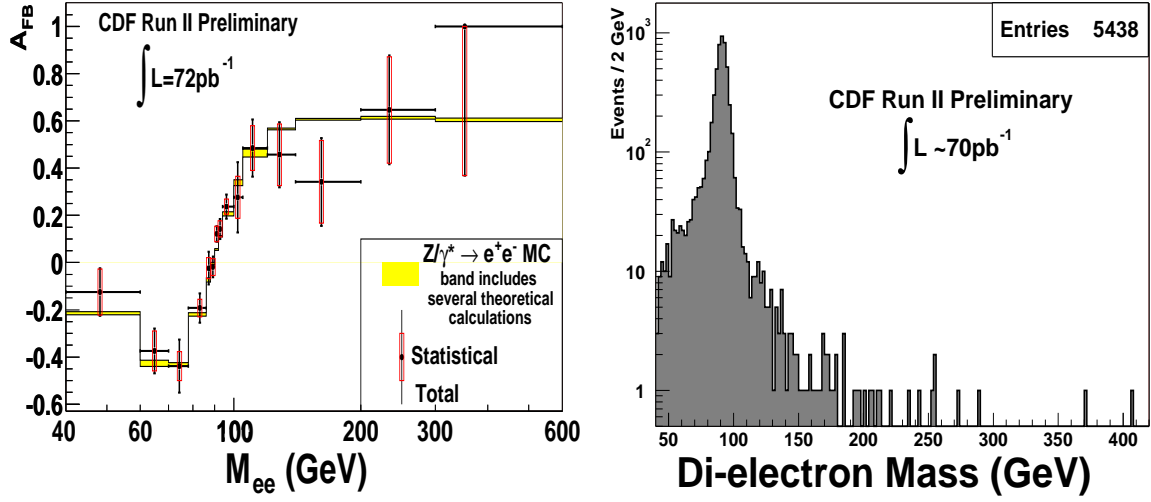 A_FB
CDF Run II Preliminary
∫ L=72pb^-1
1
0.8
0.6
0.4
0.2
0
-0.2
-0.4
-0.6
Z/γ* → e^+e^- MC
band includes
several theoretical
calculations
Statistical
Total
40 60 100 200 300 600
M_ee (GeV)
Events / 2 GeV
Entries 5438
CDF Run II Preliminary
∫ L ~70pb^-1
10^3
10^2
10
1
50 100 150 200 250 300 350 400
Di-electron Mass (GeV)